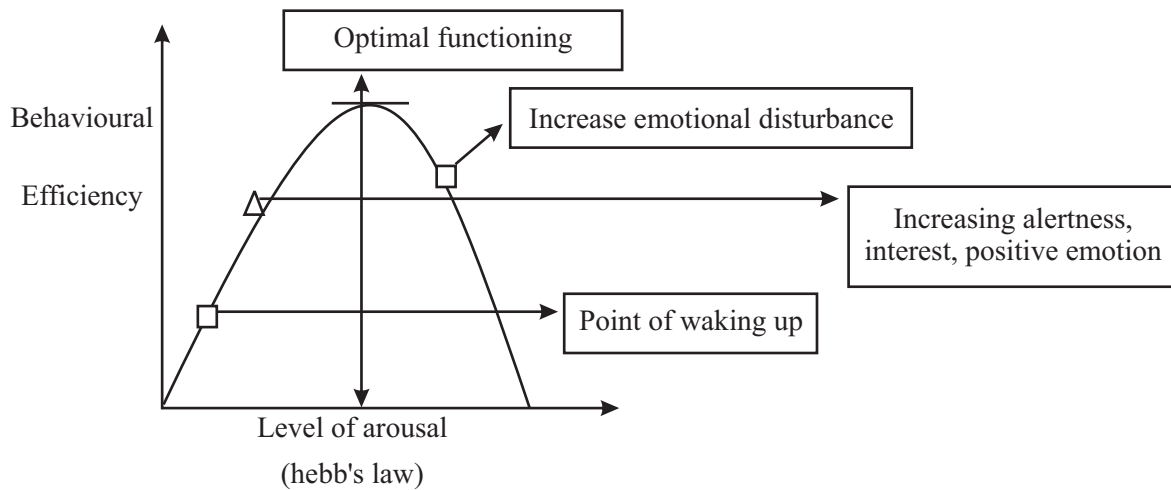 Optimal functioning
Behavioural
Increase emotional disturbance
Efficiency
Increasing alertness,
interest, positive emotion
Point of waking up
Level of arousal
(hebb's law)